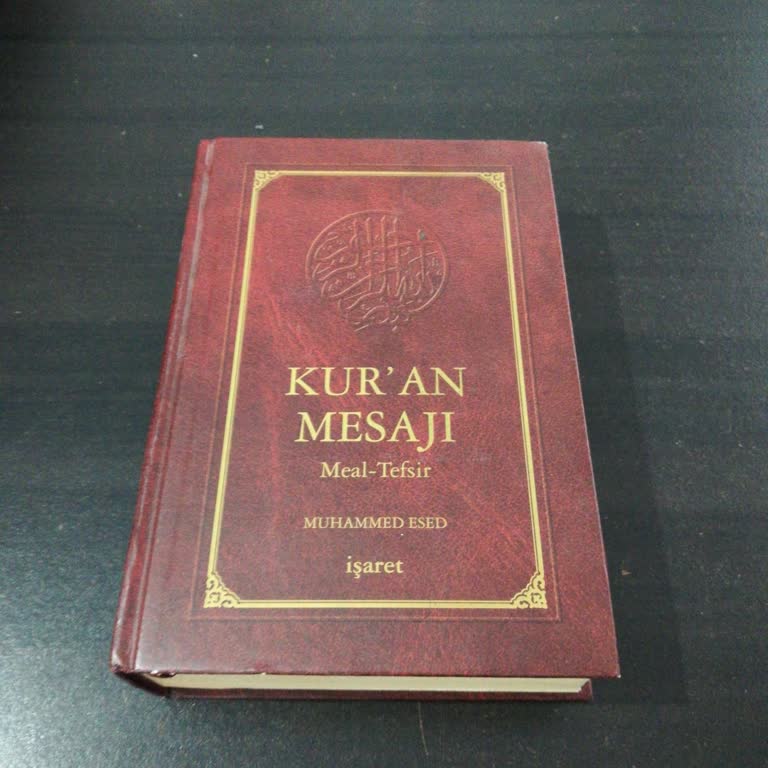 KUR'AN
MESAJI
Meal-Tefsir
MUHAMMED ESED
işaret